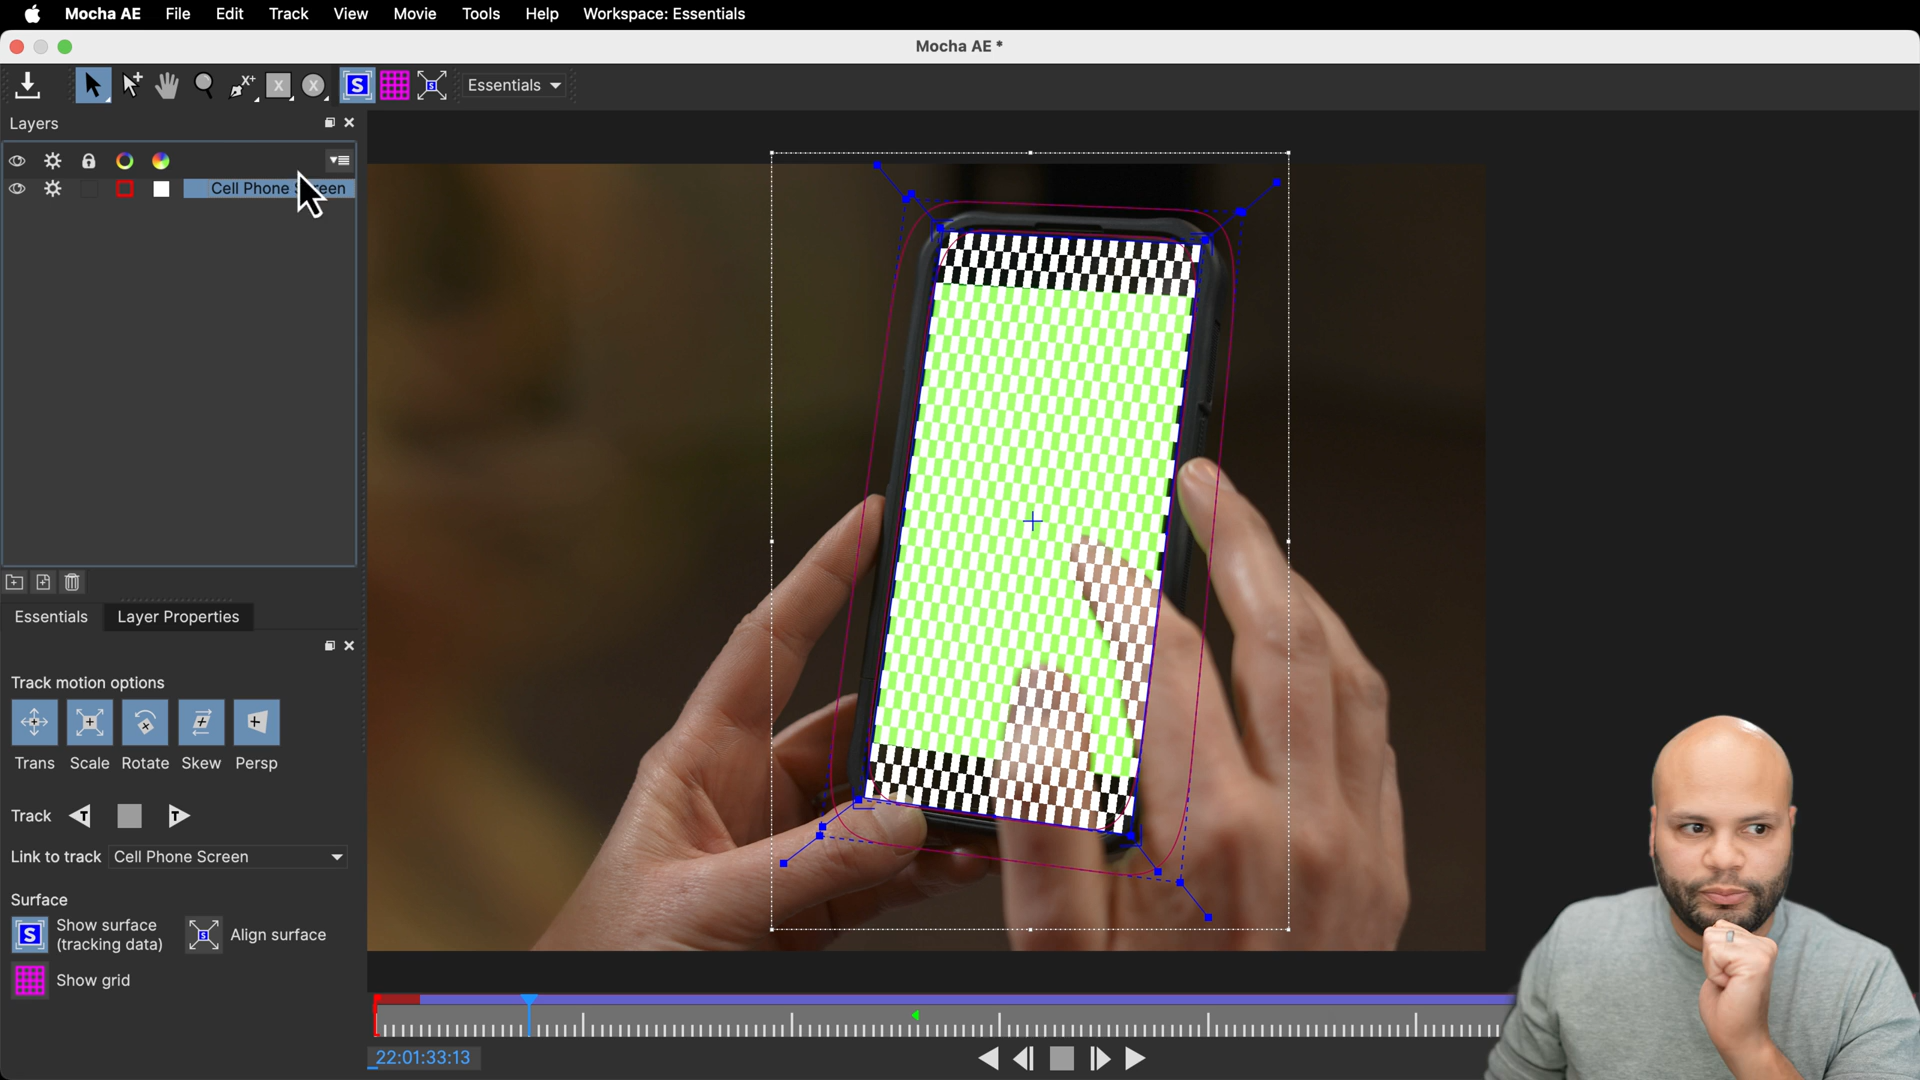 Mocha AE File Edit Track View Movie Tools Help Workspace: Essentials
Mocha AE *
X+ X X S S Essentials
Layers
Cell Phone Screen
Essentials Layer Properties
Track motion options
Trans Scale Rotate Skew Persp
Track T T
Link to track Cell Phone Screen
Surface
S Show surface
(tracking data)
S Align surface
Show grid
22:01:33:13